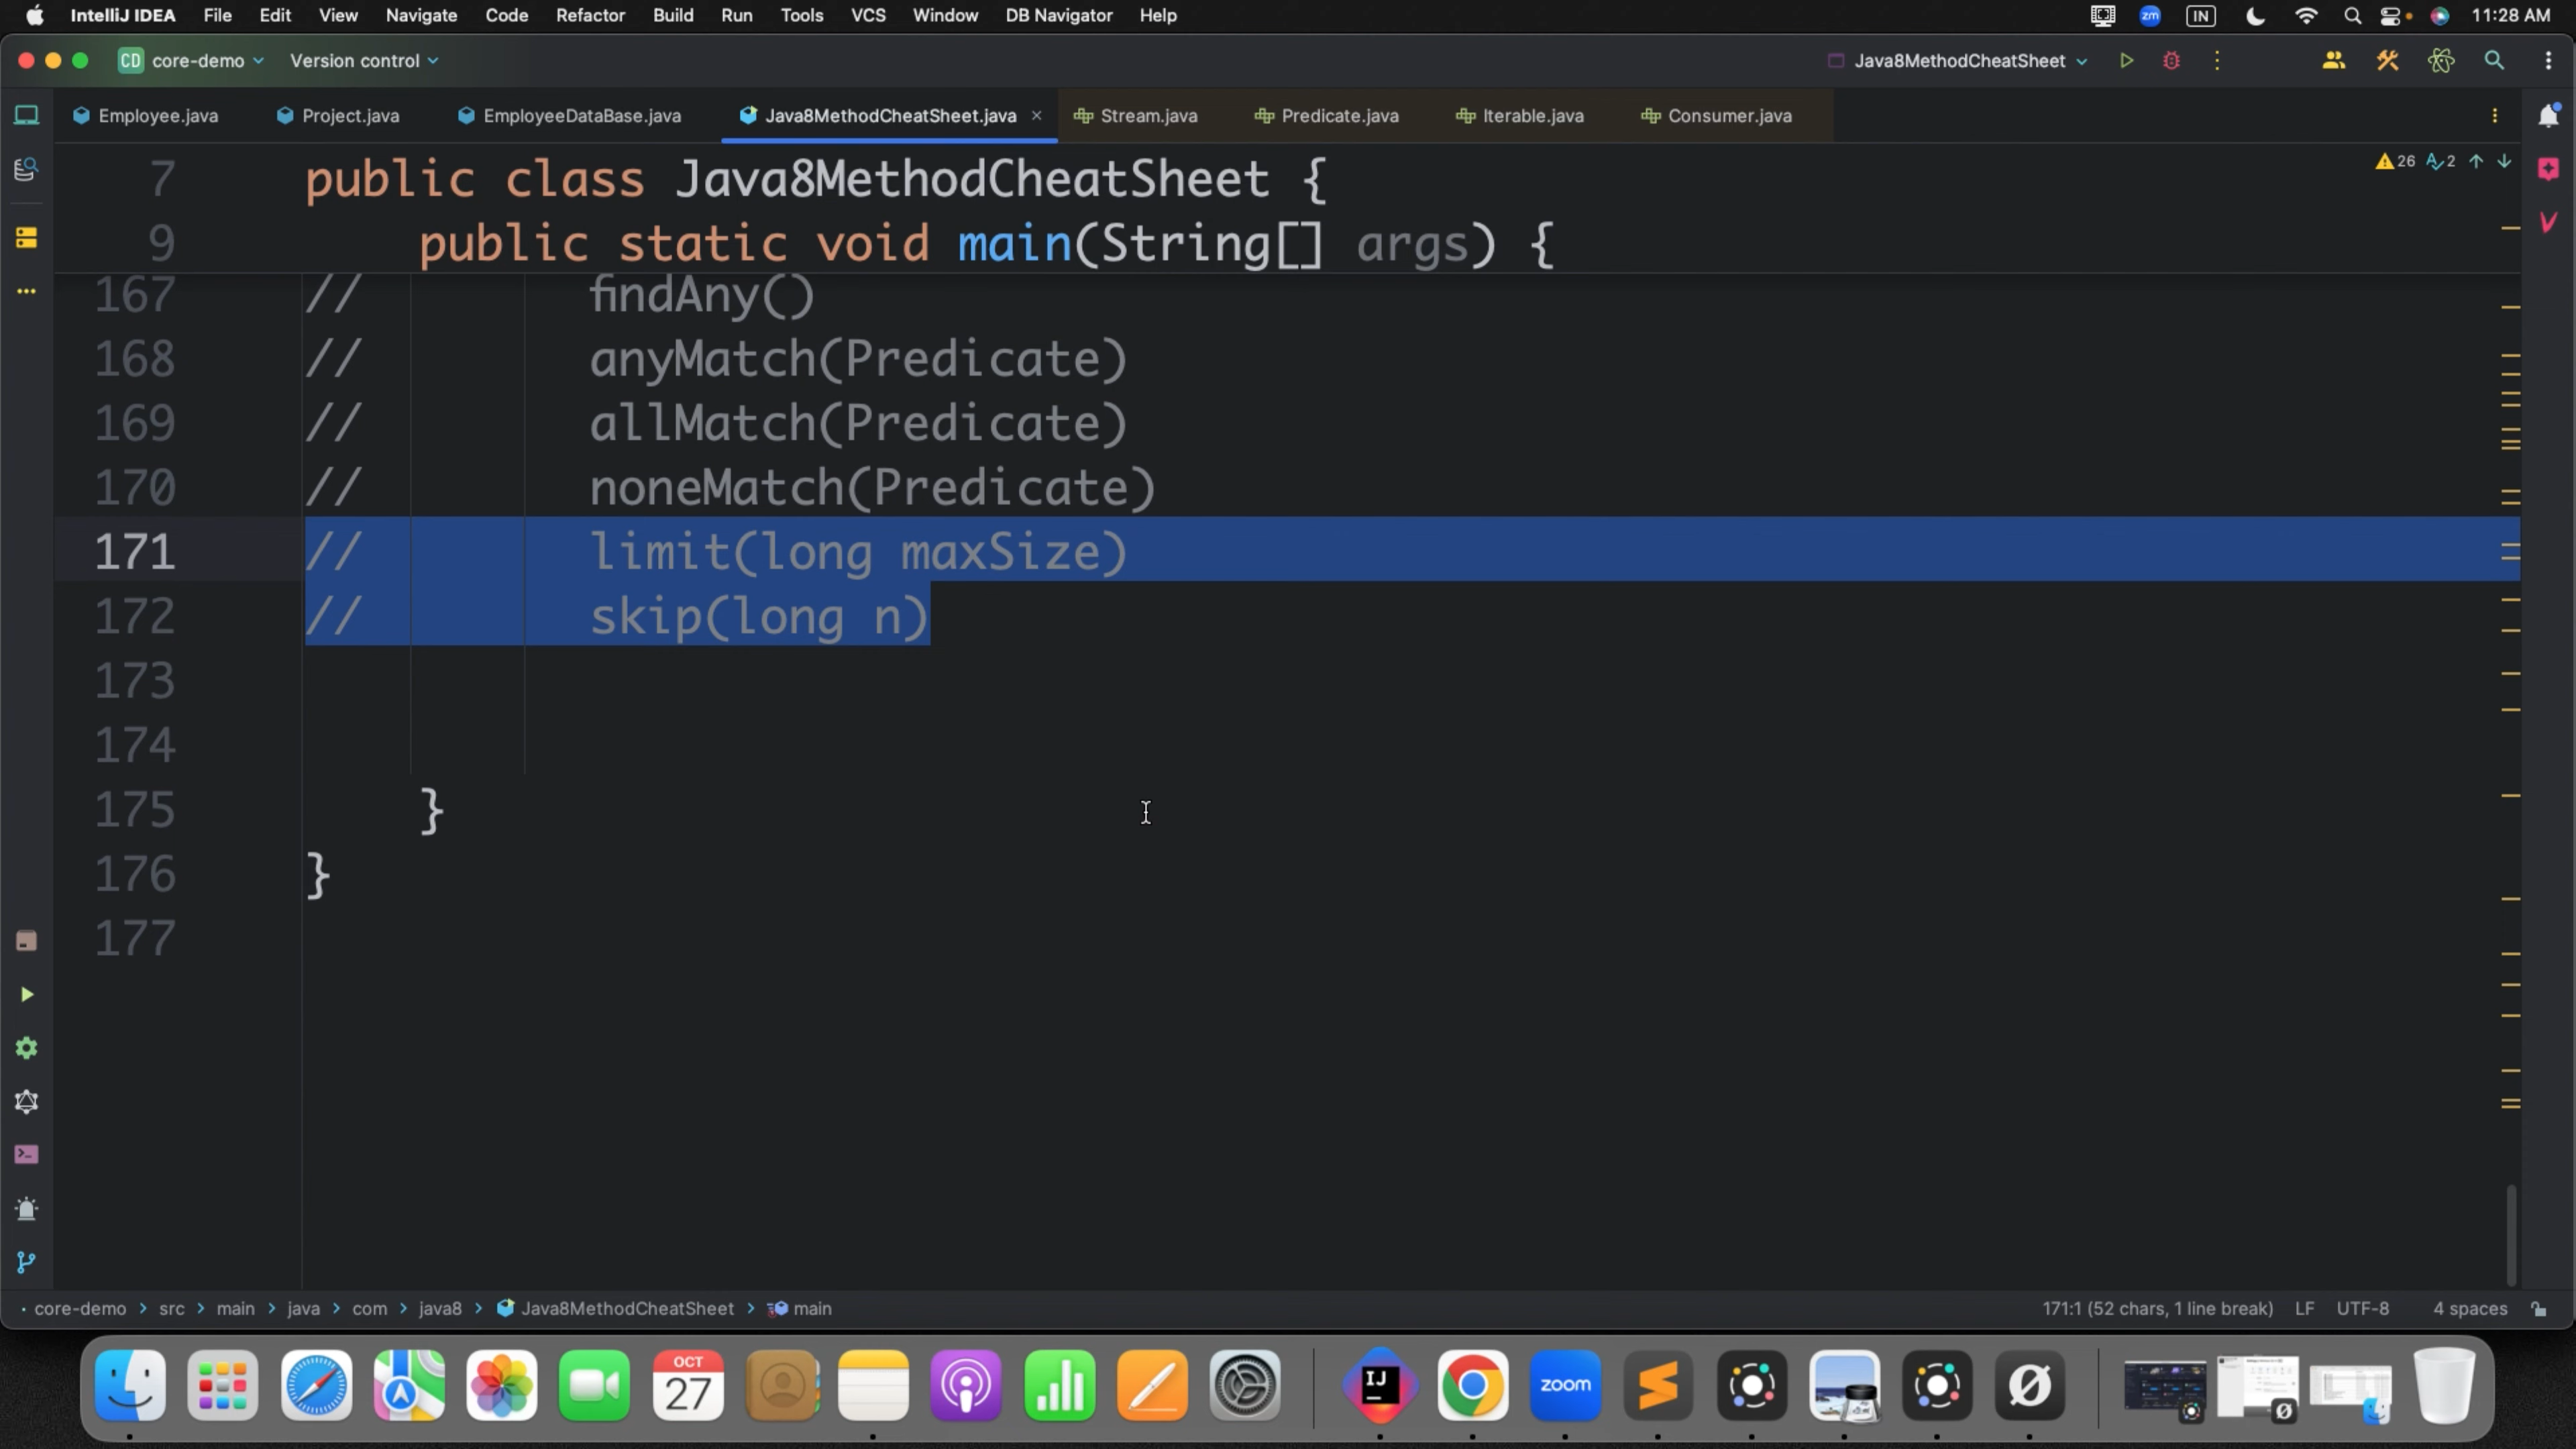 IntelliJ IDEA File Edit View Navigate Code Refactor Build Run Tools VCS Window DB Navigator Help zm IN 11:28 AM
CD core-demo Version control Java8MethodCheatSheet
Employee.java Project.java EmployeeDataBase.java Java8MethodCheatSheet.java Stream.java Predicate.java Iterable.java Consumer.java
7 public class Java8MethodCheatSheet { 26 2
9 public static void main(String[] args) {
167 // findAny()
168 // anyMatch(Predicate)
169 // allMatch(Predicate)
170 // noneMatch(Predicate)
171 // limit(long maxSize)
172 // skip(long n)
173
174
175 }
176 }
177
core-demo > src > main > java > com > java8 > Java8MethodCheatSheet > main 171:1 (52 chars, 1 line break) LF UTF-8 4 spaces
OCT
27
IJ
zoom